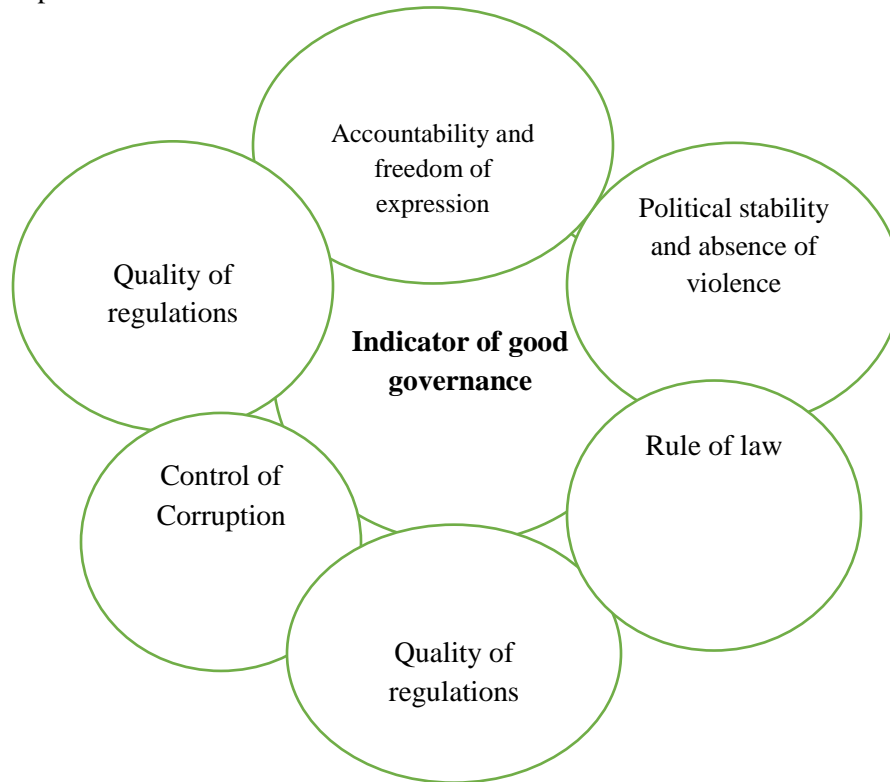 Accountability and
freedom of
expression
Political stability
and absence of
violence
Quality of
regulations
Indicator of good
governance
Rule of law
Control of
Corruption
Quality of
regulations